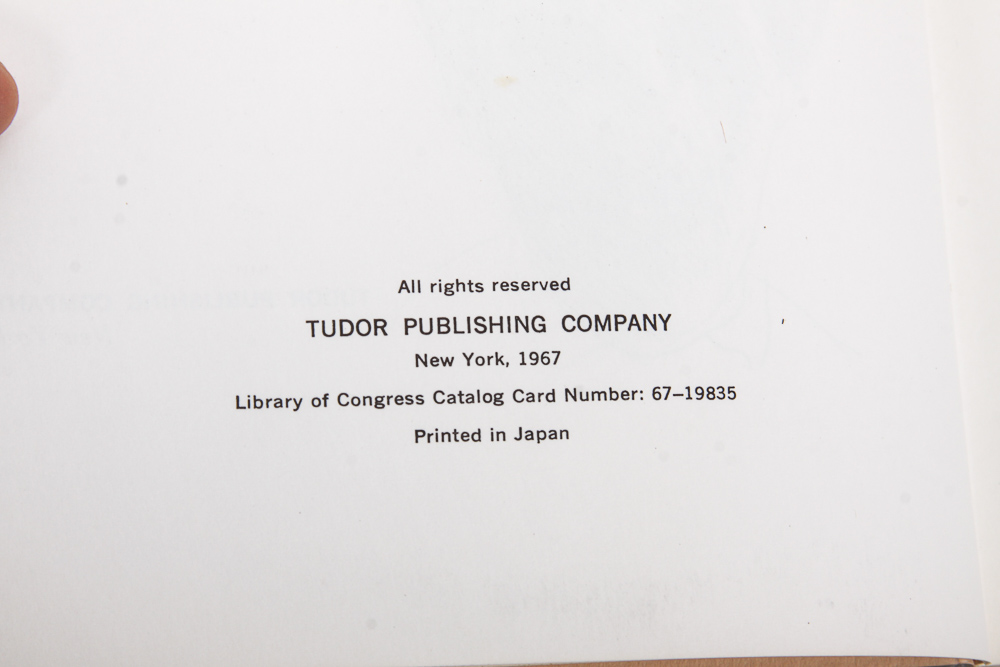 All rights reserved
TUDOR PUBLISHING COMPANY
New York, 1967
Library of Congress Catalog Card Number: 67–19835
Printed in Japan